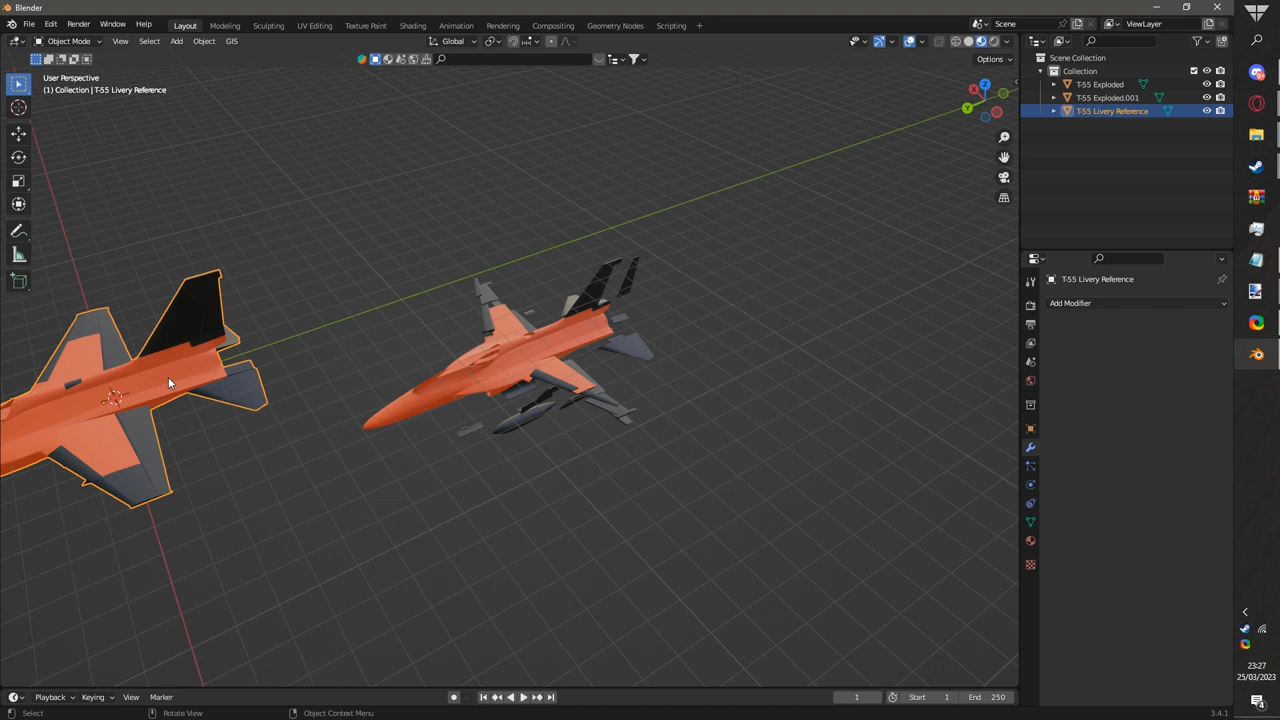 Blender
File Edit Render Window Help Layout Modeling Sculpting UV Editing Texture Paint Shading Animation Rendering Compositing Geometry Nodes Scripting + Scene ViewLayer
Object Mode View Select Add Object GIS Global
Options
User Perspective
(1) Collection | T-55 Livery Reference
Scene Collection
Collection
T-55 Exploded
T-55 Exploded.001
T-55 Livery Reference
Z
X
Y
T-55 Livery Reference
Add Modifier
Playback Keying View Marker 1 Start 1 End 250
Select Rotate View Object Context Menu 3.4.1
23:27
25/03/2023
4